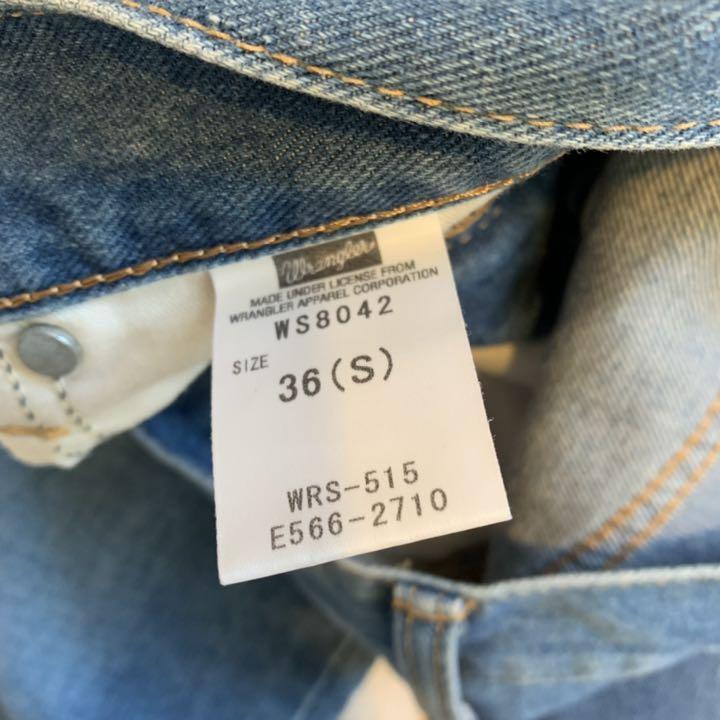 Wrangler
MADE UNDER LICENSE FROM
WRANGLER APPAREL CORPORATION
WS8042
SIZE 36(S)
WRS-515
E566-2710